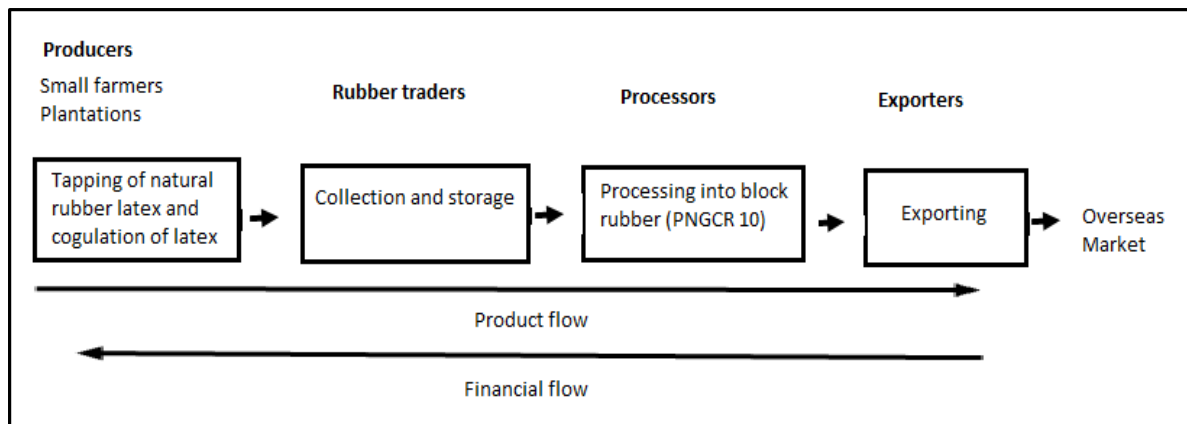 Producers
Small farmers
Plantations
Rubber traders
Processors
Exporters
Tapping of natural
rubber latex and
cogulation of latex
Collection and storage
Processing into block
rubber (PNGCR 10)
Exporting
Overseas
Market
Product flow
Financial flow